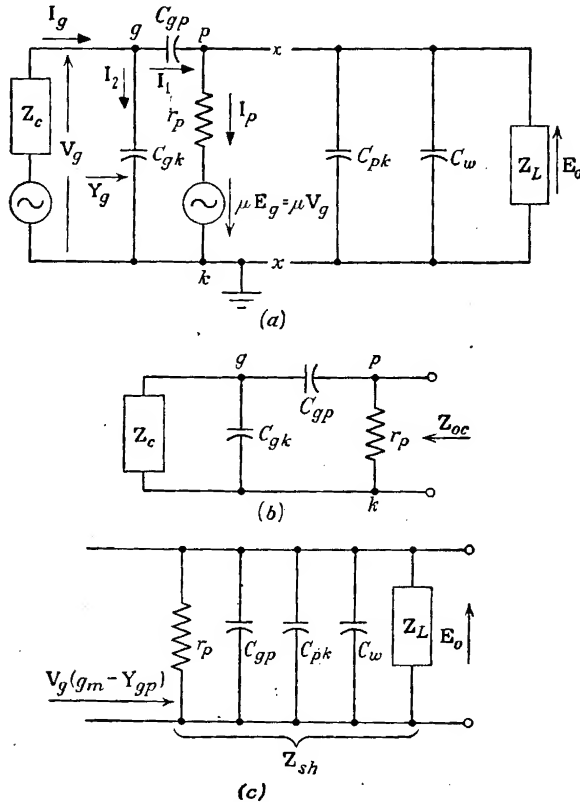 I_g
g
C_gp
p
x
I_2
I_1
Z_c
V_g
r_p
I_p
C_gk
C_pk
C_w
Z_L
E_o
Y_g
μE_g = μV_g
k
x
(a)
g
p
C_gp
Z_c
C_gk
r_p
Z_oc
k
(b)
r_p
C_gp
C_pk
C_w
Z_L
E_o
V_g(g_m − Y_gp)
Z_sh
(c)